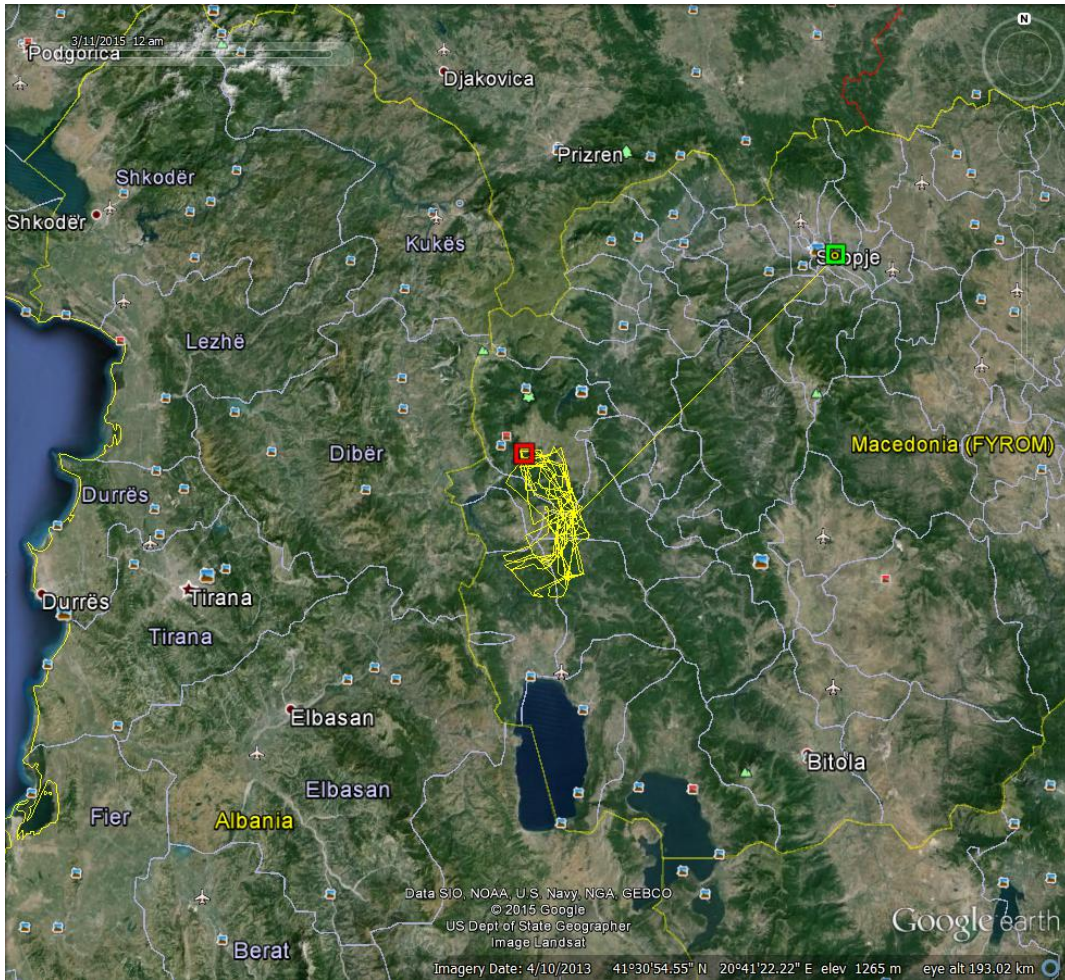 N
3/11/2015 12 am
Podgorica
Djakovica
Prizren
Shkodër
Shkodër
Kukës
Skopje
Lezhë
Macedonia (FYROM)
Dibër
Durrës
Durrës
Tirana
Tirana
Elbasan
Bitola
Elbasan
Fier
Albania
Data SIO, NOAA, U.S. Navy, NGA, GEBCO
© 2015 Google
US Dept of State Geographer
Image Landsat
Google earth
Berat
Imagery Date: 4/10/2013 41°30'54.55" N 20°41'22.22" E elev 1265 m eye alt 193.02 km